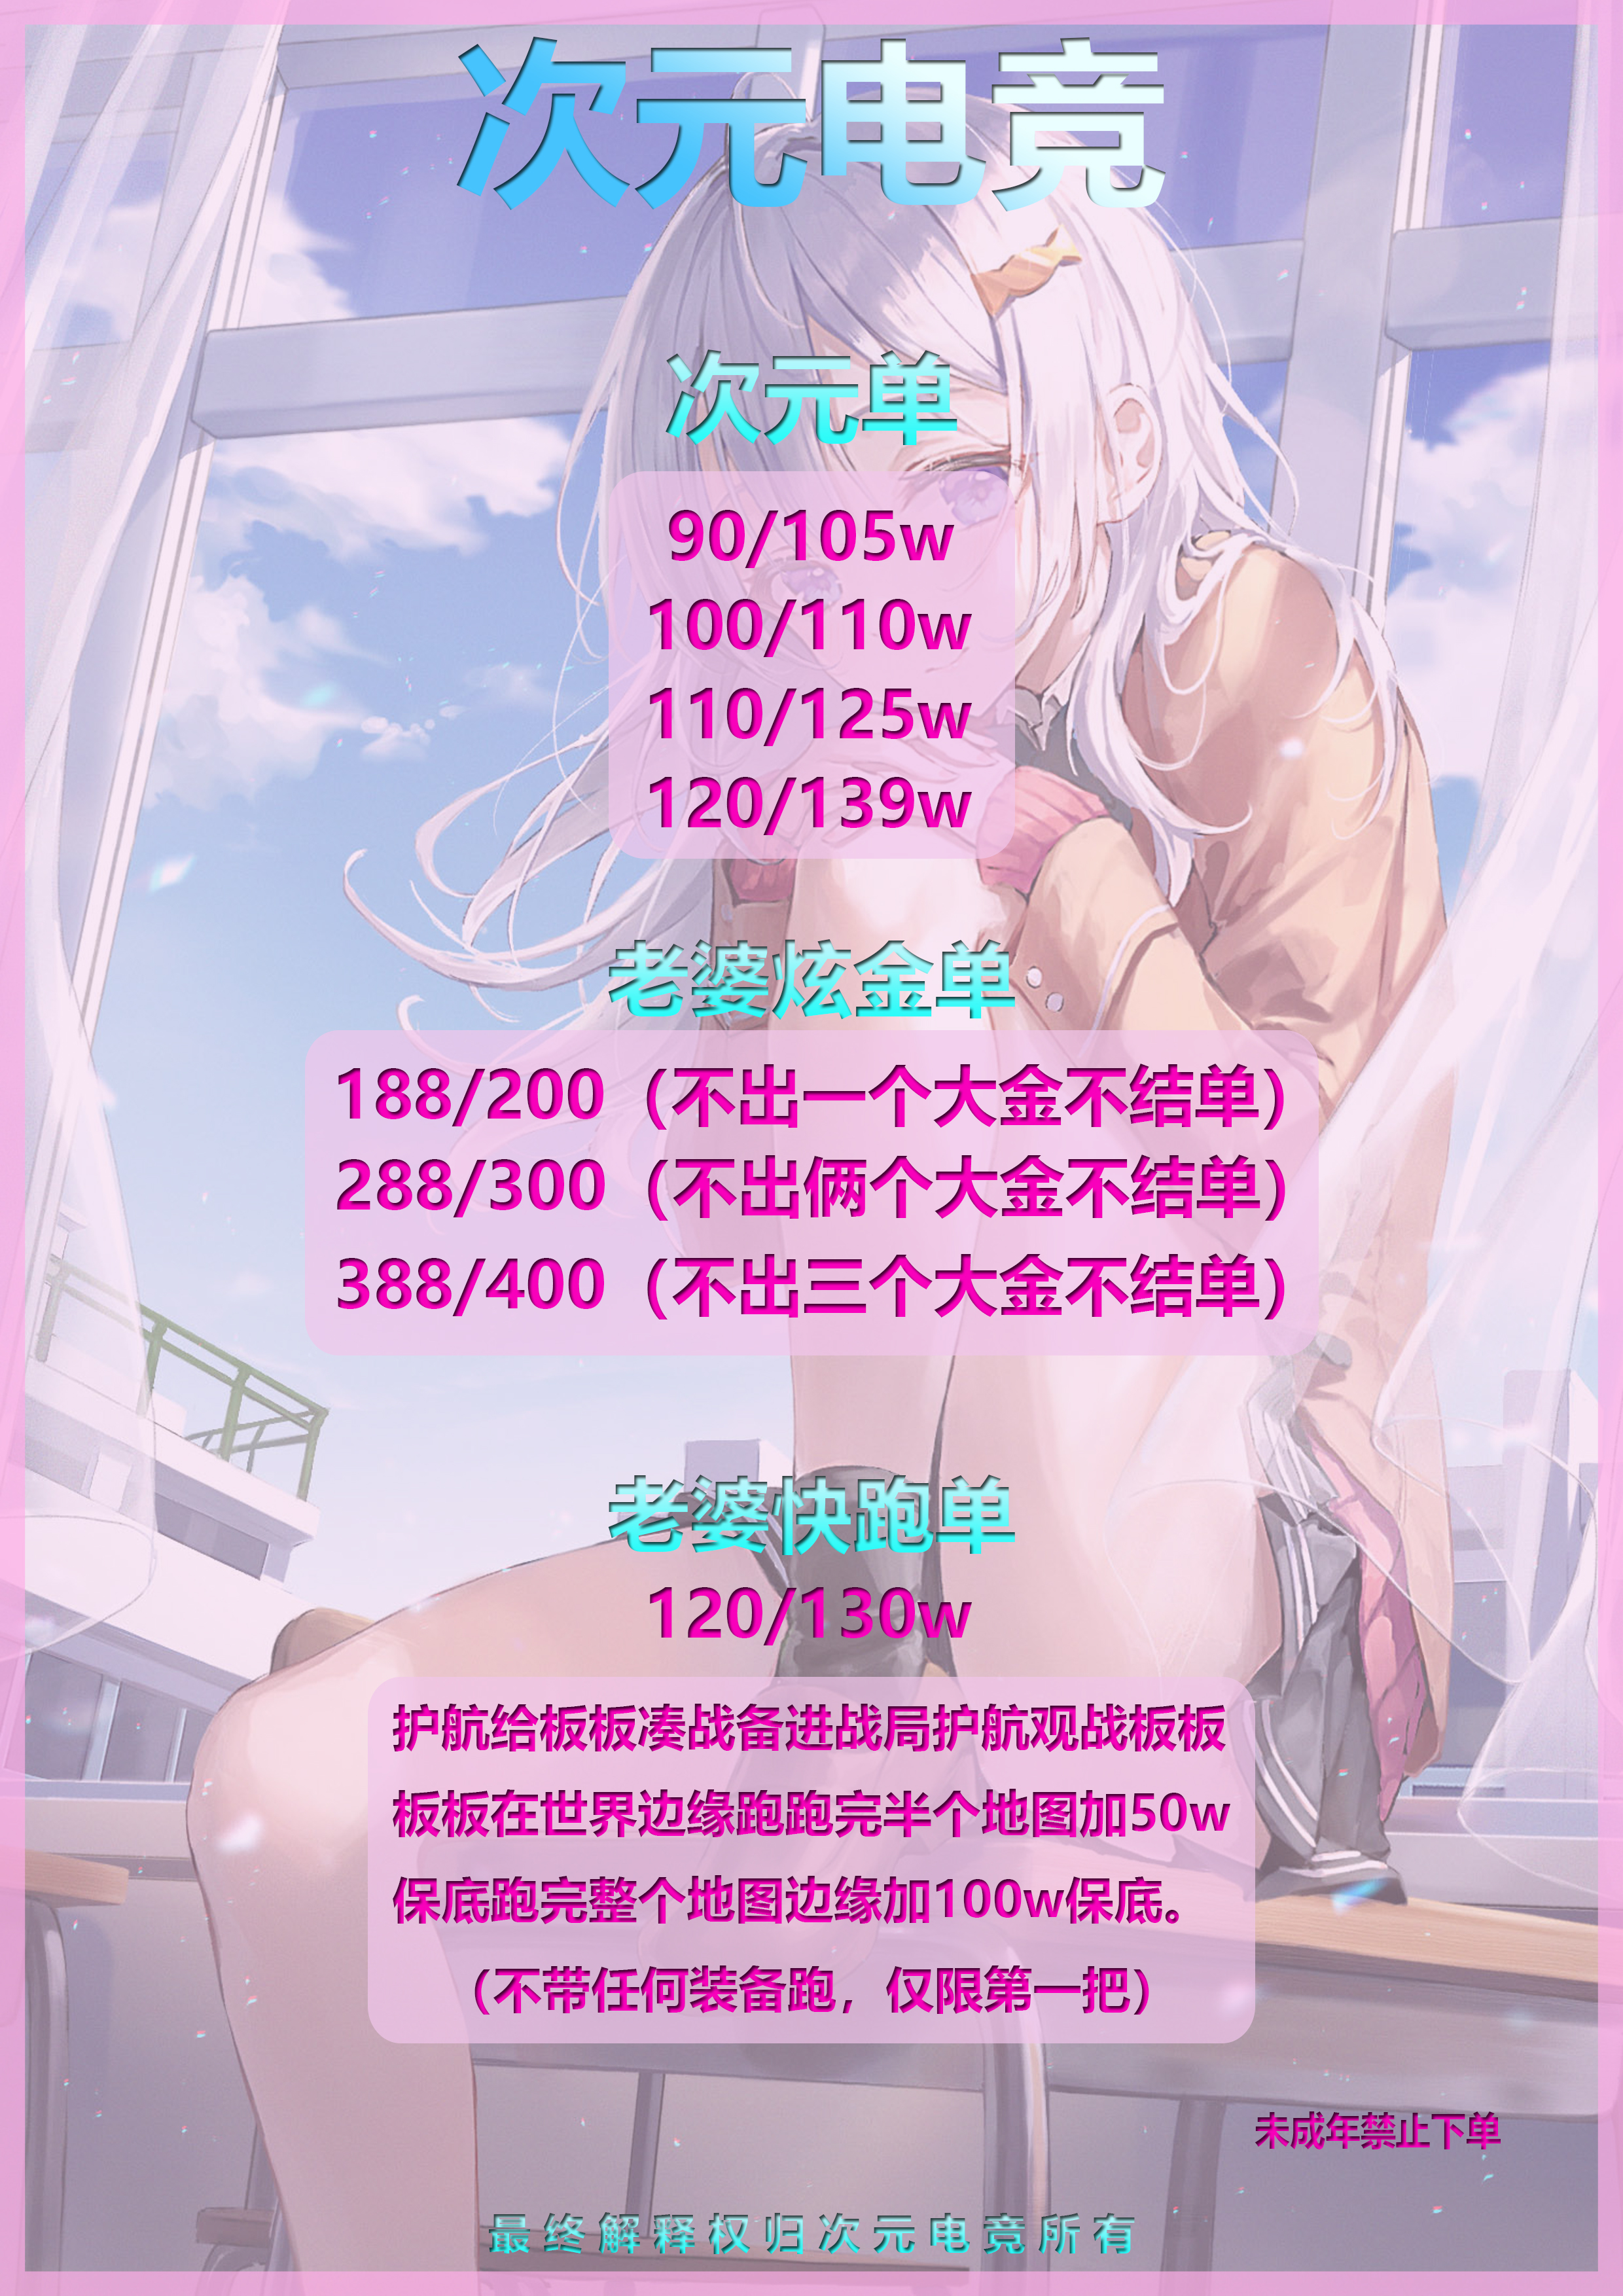 次元电竞
次元单
90/105w
100/110w
110/125w
120/139w
老婆炫金单
188/200（不出一个大金不结单）
288/300（不出俩个大金不结单）
388/400（不出三个大金不结单）
老婆快跑单
120/130w
护航给板板凑战备进战局护航观战板板
板板在世界边缘跑跑完半个地图加50w
保底跑完整个地图边缘加100w保底。
（不带任何装备跑，仅限第一把）
未成年禁止下单
最终解释权归次元电竞所有